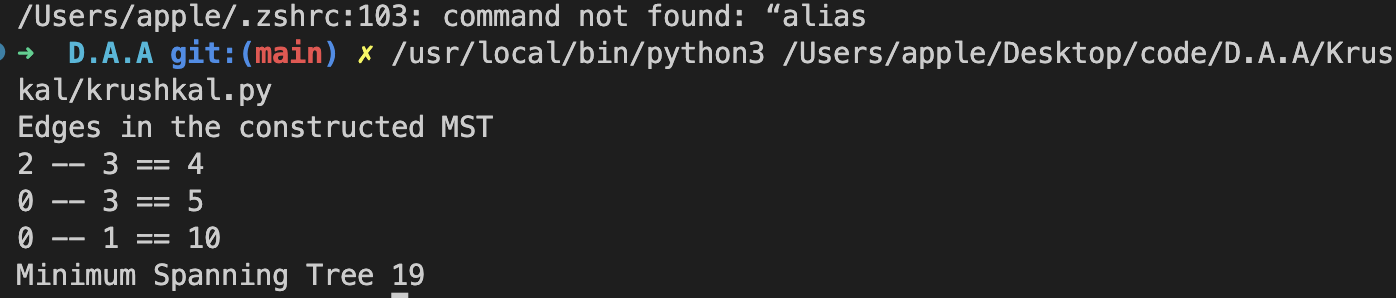 /Users/apple/.zshrc:103: command not found: “alias
➜  D.A.A git:(main) ✗ /usr/local/bin/python3 /Users/apple/Desktop/code/D.A.A/Krus
kal/krushkal.py
Edges in the constructed MST
2 -- 3 == 4
0 -- 3 == 5
0 -- 1 == 10
Minimum Spanning Tree 19